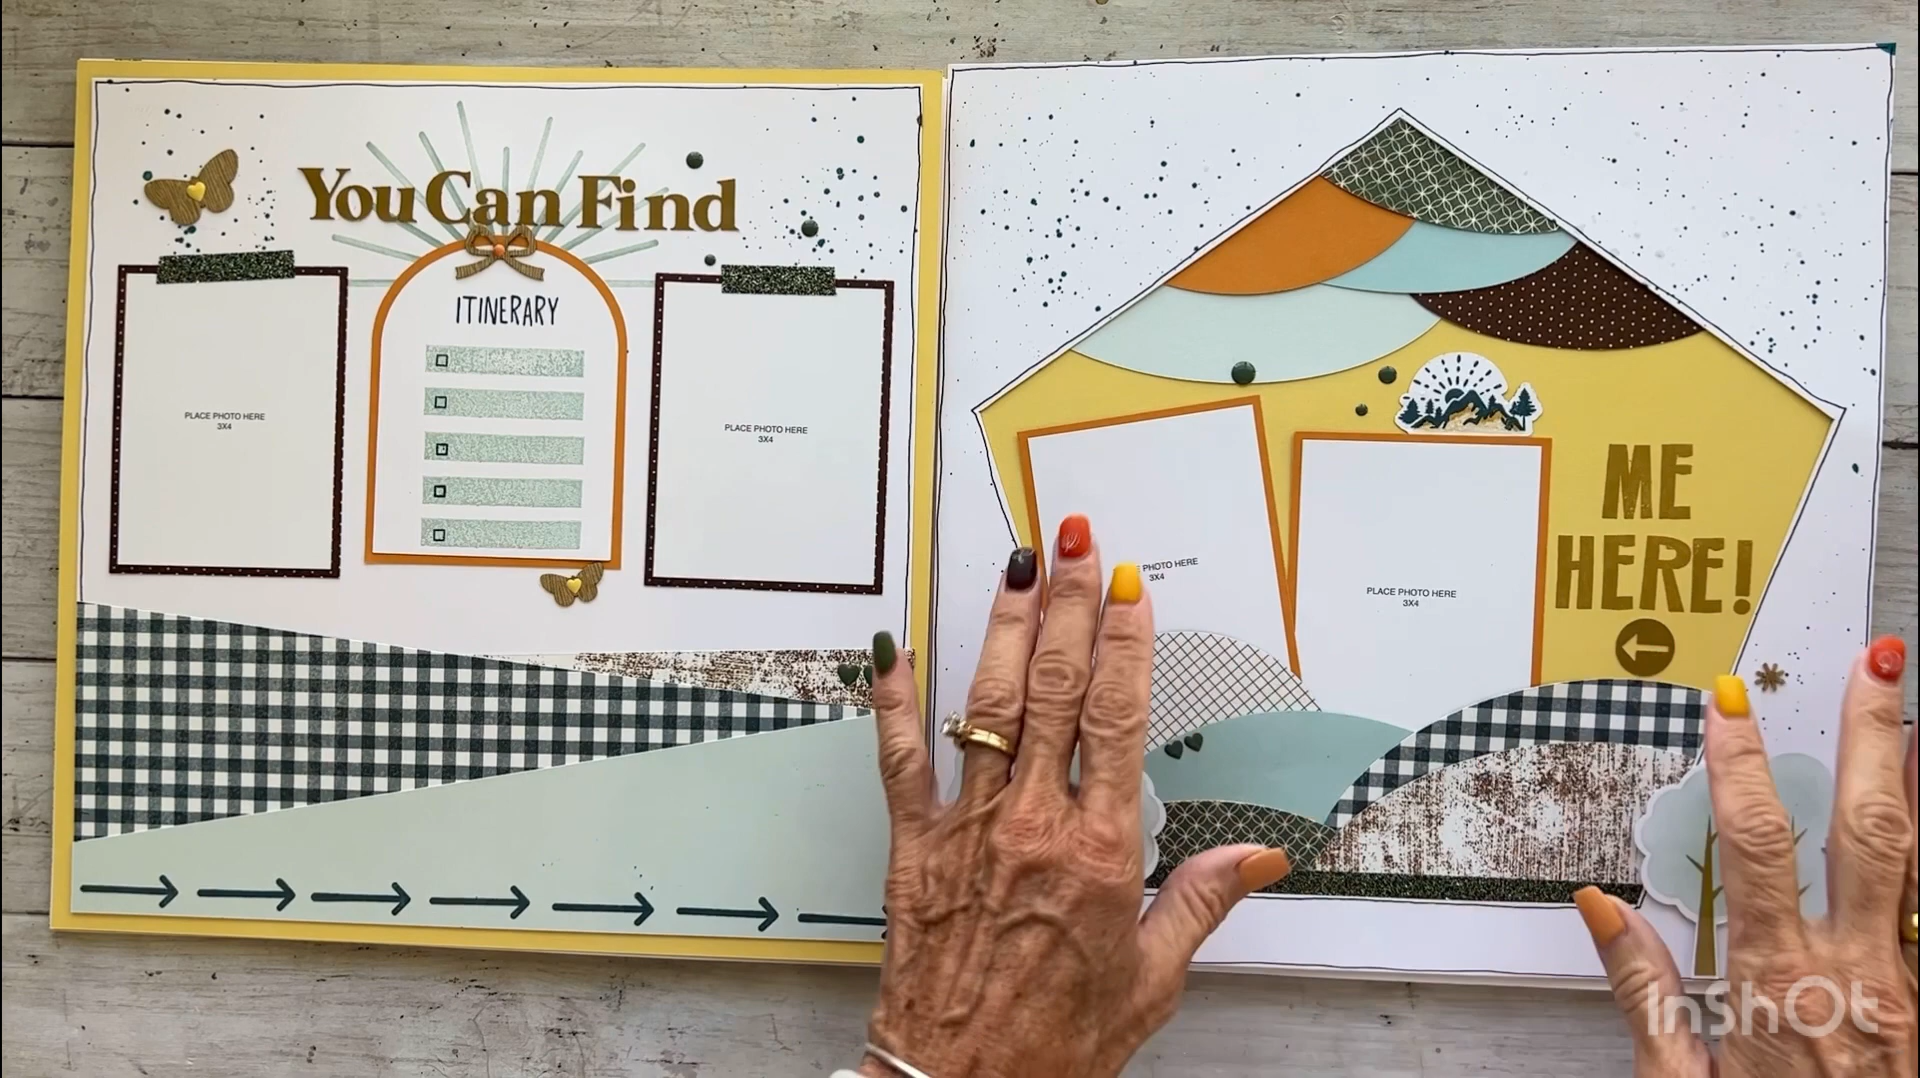 You Can Find
ITINERARY
PLACE PHOTO HERE
3X4
PLACE PHOTO HERE
3X4
PHOTO HERE
3X4
PLACE PHOTO HERE
3X4
ME
HERE!
InShOt